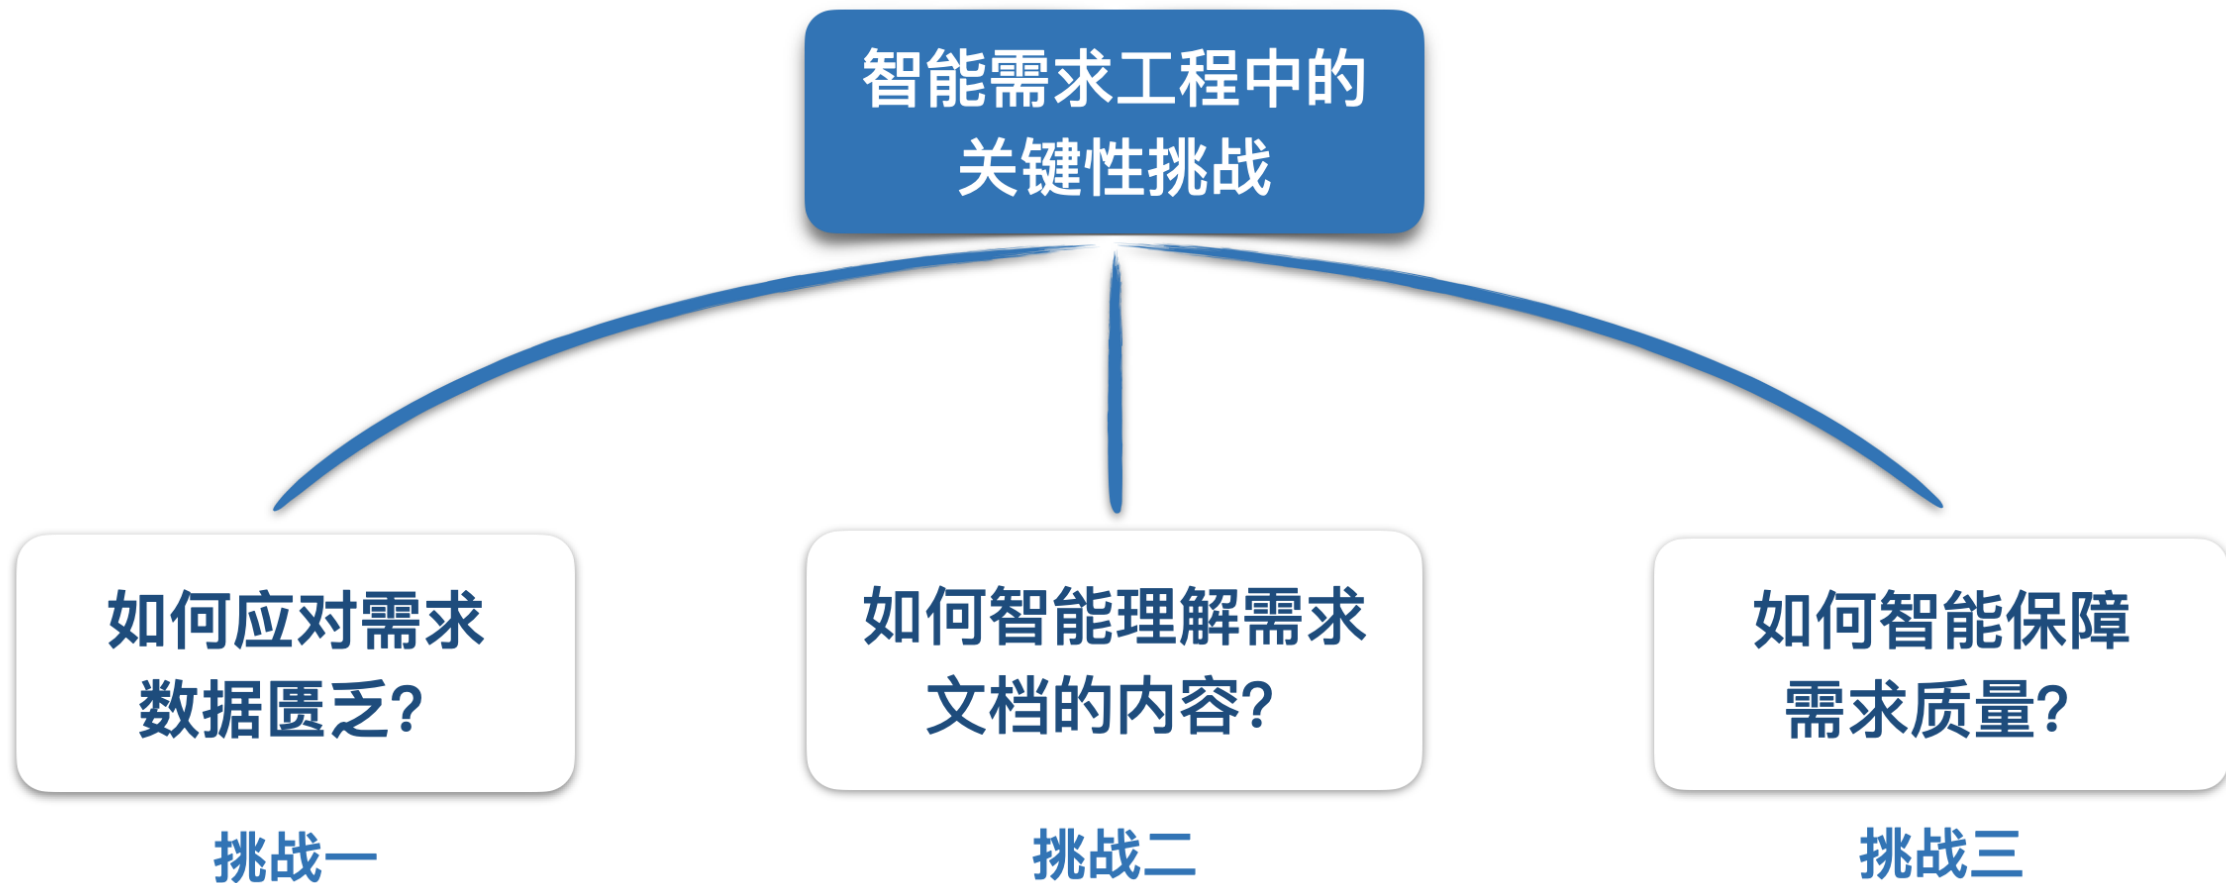 智能需求工程中的
关键性挑战
如何应对需求
数据匮乏?
挑战一
如何智能理解需求
文档的内容?
挑战二
如何智能保障
需求质量?
挑战三